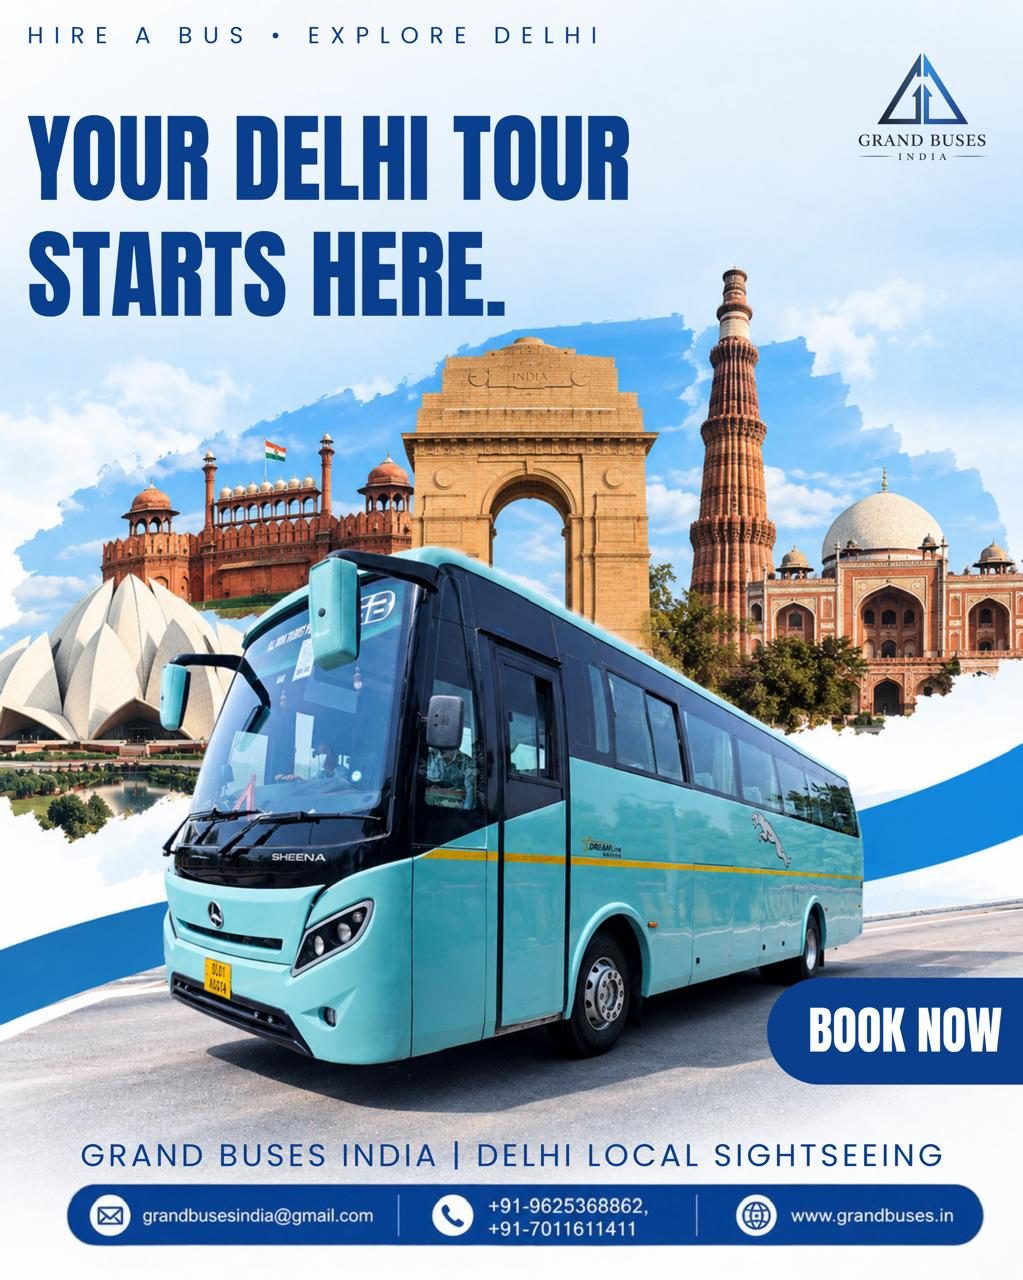 HIRE A BUS • EXPLORE DELHI
GRAND BUSES
INDIA
YOUR DELHI TOUR
STARTS HERE.
INDIA
SHEENA
DREAMLINE
BOOK NOW
GRAND BUSES INDIA | DELHI LOCAL SIGHTSEEING
grandbusesindia@gmail.com
+91-9625368862,
+91-7011611411
www.grandbuses.in